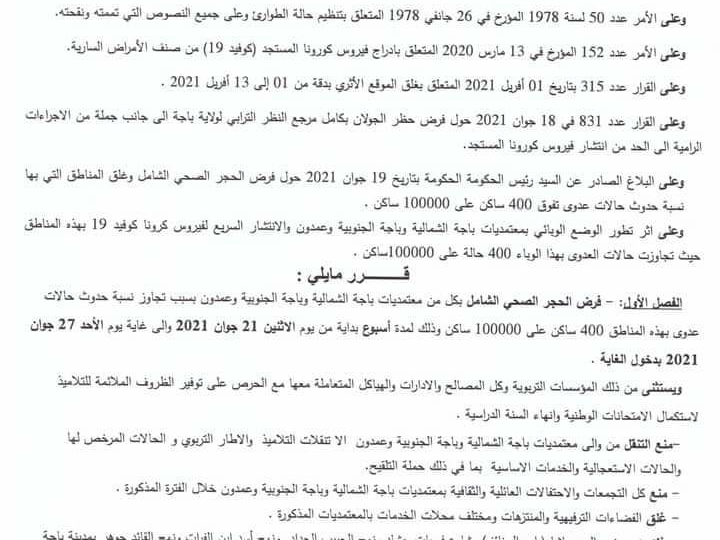 وعلى الأمر عدد 50 لسنة 1978 المؤرخ في 26 جانفي 1978 المتعلق بتنظيم حالة الطوارئ وعلى جميع النصوص التي تممته ونقحته.
وعلى الأمر عدد 152 المؤرخ في 13 مارس 2020 المتعلق بادراج فيروس كورونا المستجد (كوفيد 19) من صنف الأمراض السارية.
وعلى القرار عدد 315 بتاريخ 01 أفريل 2021 المتعلق بغلق الموقع الأثري بدقة من 01 إلى 13 أفريل 2021 .
وعلى القرار عدد 831 في 18 جوان 2021 حول فرض حظر الجولان بكامل مرجع النظر الترابي لولاية باجة الى جانب جملة من الاجراءات
الرامية الى الحد من انتشار فيروس كورونا المستجد.
وعلى البلاغ الصادر عن السيد رئيس الحكومة الحكومة بتاريخ 19 جوان 2021 حول فرض الحجر الصحي الشامل وغلق المناطق التي بها
نسبة حدوث حالات عدوى تفوق 400 ساكن على 100000 ساكن .
وعلى اثر تطور الوضع الوبائي بمعتمديات باجة الشمالية وباجة الجنوبية وعمدون والانتشار السريع لفيروس كرونا كوفيد 19 بهذه المناطق
حيث تجاوزت حالات العدوى بهذا الوباء 400 حالة على 100000ساكن .
قــــرر مايلي :
الفصل الأول: – فرض الحجر الصحي الشامل بكل من معتمديات باجة الشمالية وباجة الجنوبية وعمدون بسبب تجاوز نسبة حدوث حالات
عدوى بهذه المناطق 400 ساكن على 100000 ساكن وذلك لمدة أسبوع بداية من يوم الاثنين 21 جوان 2021 والى غاية يوم الأحد 27 جوان
2021 بدخول الغاية .
ويستثنى من ذلك المؤسسات التربوية وكل المصالح والادارات والهياكل المتعاملة معها مع الحرص على توفير الظروف الملائمة للتلاميذ
لاستكمال الامتحانات الوطنية وانهاء السنة الدراسية .
–منع التنقل من والى معتمديات باجة الشمالية وباجة الجنوبية وعمدون الا تنقلات التلاميذ والاطار التربوي و الحالات المرخص لها
والحالات الاستعجالية والخدمات الاساسية بما في ذلك حملة التلقيح.
– منع كل التجمعات والاحتفالات العائلية والثقافية بمعتمديات باجة الشمالية وباجة الجنوبية وعمدون خلال الفترة المذكورة .
– غلق الفضاءات الترفيهية والمنتزهات ومختلف محلات الخدمات بالمعتمديات المذكورة .